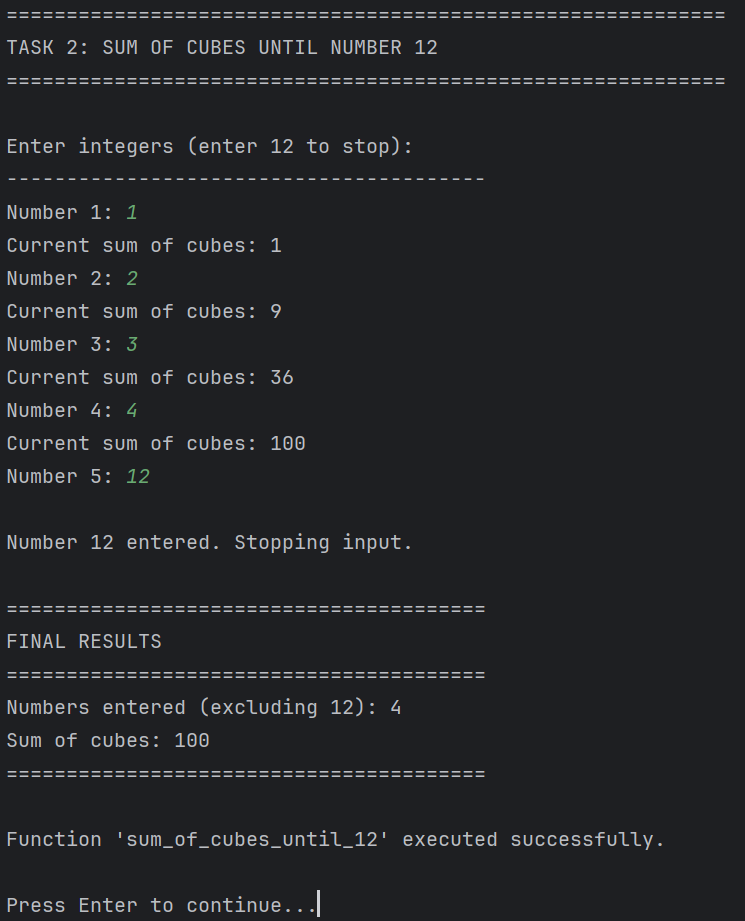 ============================================================
TASK 2: SUM OF CUBES UNTIL NUMBER 12
============================================================
Enter integers (enter 12 to stop):
----------------------------------------
Number 1: 1
Current sum of cubes: 1
Number 2: 2
Current sum of cubes: 9
Number 3: 3
Current sum of cubes: 36
Number 4: 4
Current sum of cubes: 100
Number 5: 12
Number 12 entered. Stopping input.
========================================
FINAL RESULTS
========================================
Numbers entered (excluding 12): 4
Sum of cubes: 100
========================================
Function 'sum_of_cubes_until_12' executed successfully.
Press Enter to continue...